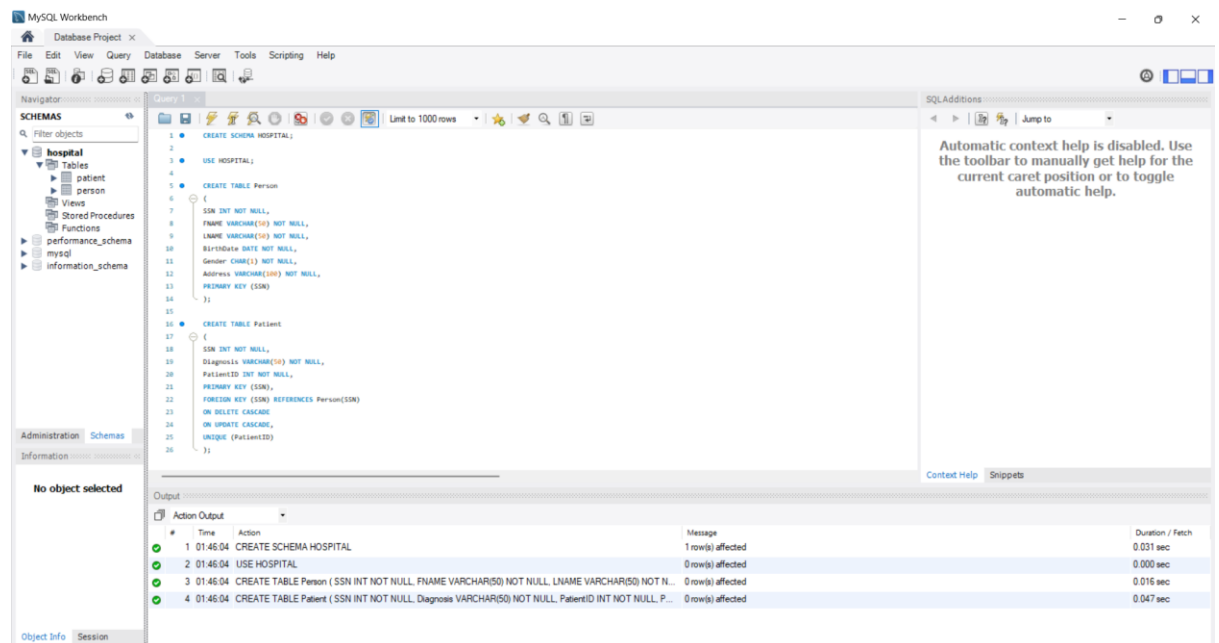 MySQL Workbench
Database Project
File Edit View Query Database Server Tools Scripting Help
Navigator
SCHEMAS
Filter objects
hospital
Tables
patient
person
Views
Stored Procedures
Functions
performance_schema
mysql
information_schema
Administration Schemas
Information
No object selected
Object Info Session
Query 1
Limit to 1000 rows
1 CREATE SCHEMA HOSPITAL;
2
3 USE HOSPITAL;
4
5 CREATE TABLE Person
6 (
7 SSN INT NOT NULL,
8 FNAME VARCHAR(50) NOT NULL,
9 LNAME VARCHAR(50) NOT NULL,
10 BirthDate DATE NOT NULL,
11 Gender CHAR(1) NOT NULL,
12 Address VARCHAR(100) NOT NULL,
13 PRIMARY KEY (SSN)
14 );
15
16 CREATE TABLE Patient
17 (
18 SSN INT NOT NULL,
19 Diagnosis VARCHAR(50) NOT NULL,
20 PatientID INT NOT NULL,
21 PRIMARY KEY (SSN),
22 FOREIGN KEY (SSN) REFERENCES Person(SSN)
23 ON DELETE CASCADE
24 ON UPDATE CASCADE,
25 UNIQUE (PatientID)
26 );
SQLAdditions
Jump to
Automatic context help is disabled. Use
the toolbar to manually get help for the
current caret position or to toggle
automatic help.
Context Help Snippets
Output
Action Output
# Time Action Message Duration / Fetch
1 01:46:04 CREATE SCHEMA HOSPITAL 1 row(s) affected 0.031 sec
2 01:46:04 USE HOSPITAL 0 row(s) affected 0.000 sec
3 01:46:04 CREATE TABLE Person ( SSN INT NOT NULL, FNAME VARCHAR(50) NOT NULL, LNAME VARCHAR(50) NOT N... 0 row(s) affected 0.016 sec
4 01:46:04 CREATE TABLE Patient ( SSN INT NOT NULL, Diagnosis VARCHAR(50) NOT NULL, PatientID INT NOT NULL, P... 0 row(s) affected 0.047 sec